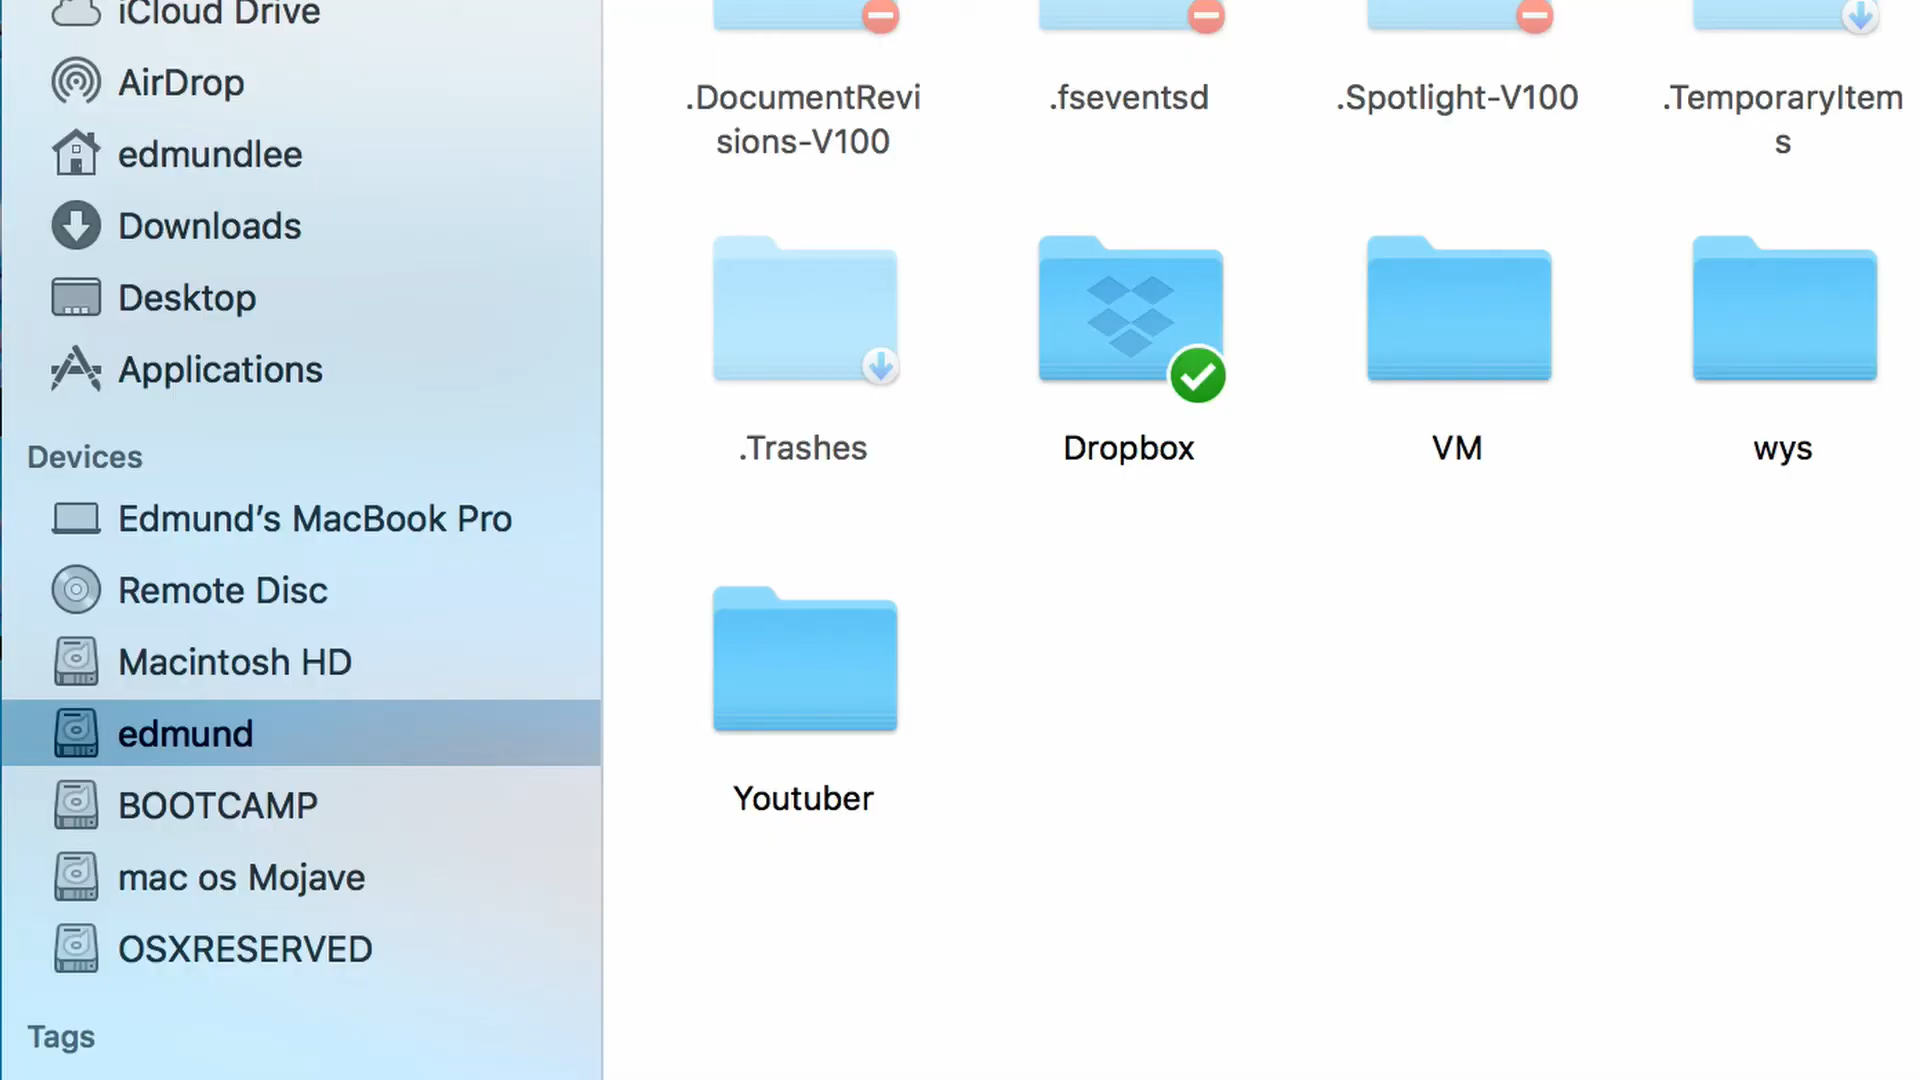 iCloud Drive
AirDrop
edmundlee
Downloads
Desktop
Applications
Devices
Edmund’s MacBook Pro
Remote Disc
Macintosh HD
edmund
BOOTCAMP
mac os Mojave
OSXRESERVED
Tags
.DocumentRevi
sions-V100
.fseventsd
.Spotlight-V100
.TemporaryItem
s
.Trashes
Dropbox
VM
wys
Youtuber